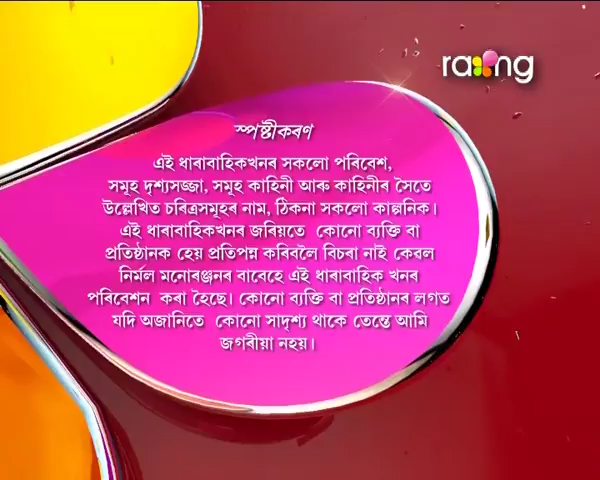 rang
স্পষ্টীকৰণ
এই ধাৰাবাহিকখনৰ সকলো পৰিবেশ,
সমূহ দৃশ্যসজ্জা, সমূহ কাহিনী আৰু কাহিনীৰ সৈতে
উল্লেখিত চৰিত্ৰসমূহৰ নাম, ঠিকনা সকলো কাল্পনিক।
এই ধাৰাবাহিকখনৰ জৰিয়তে কোনো ব্যক্তি বা
প্ৰতিষ্ঠানক হেয় প্ৰতিপন্ন কৰিবলৈ বিচৰা নাই কেৱল
নিৰ্মল মনোৰঞ্জনৰ বাবেহে এই ধাৰাবাহিক খনৰ
পৰিবেশন কৰা হৈছে। কোনো ব্যক্তি বা প্ৰতিষ্ঠানৰ লগত
যদি অজানিতে কোনো সাদৃশ্য থাকে তেন্তে আমি
জগৰীয়া নহয়।